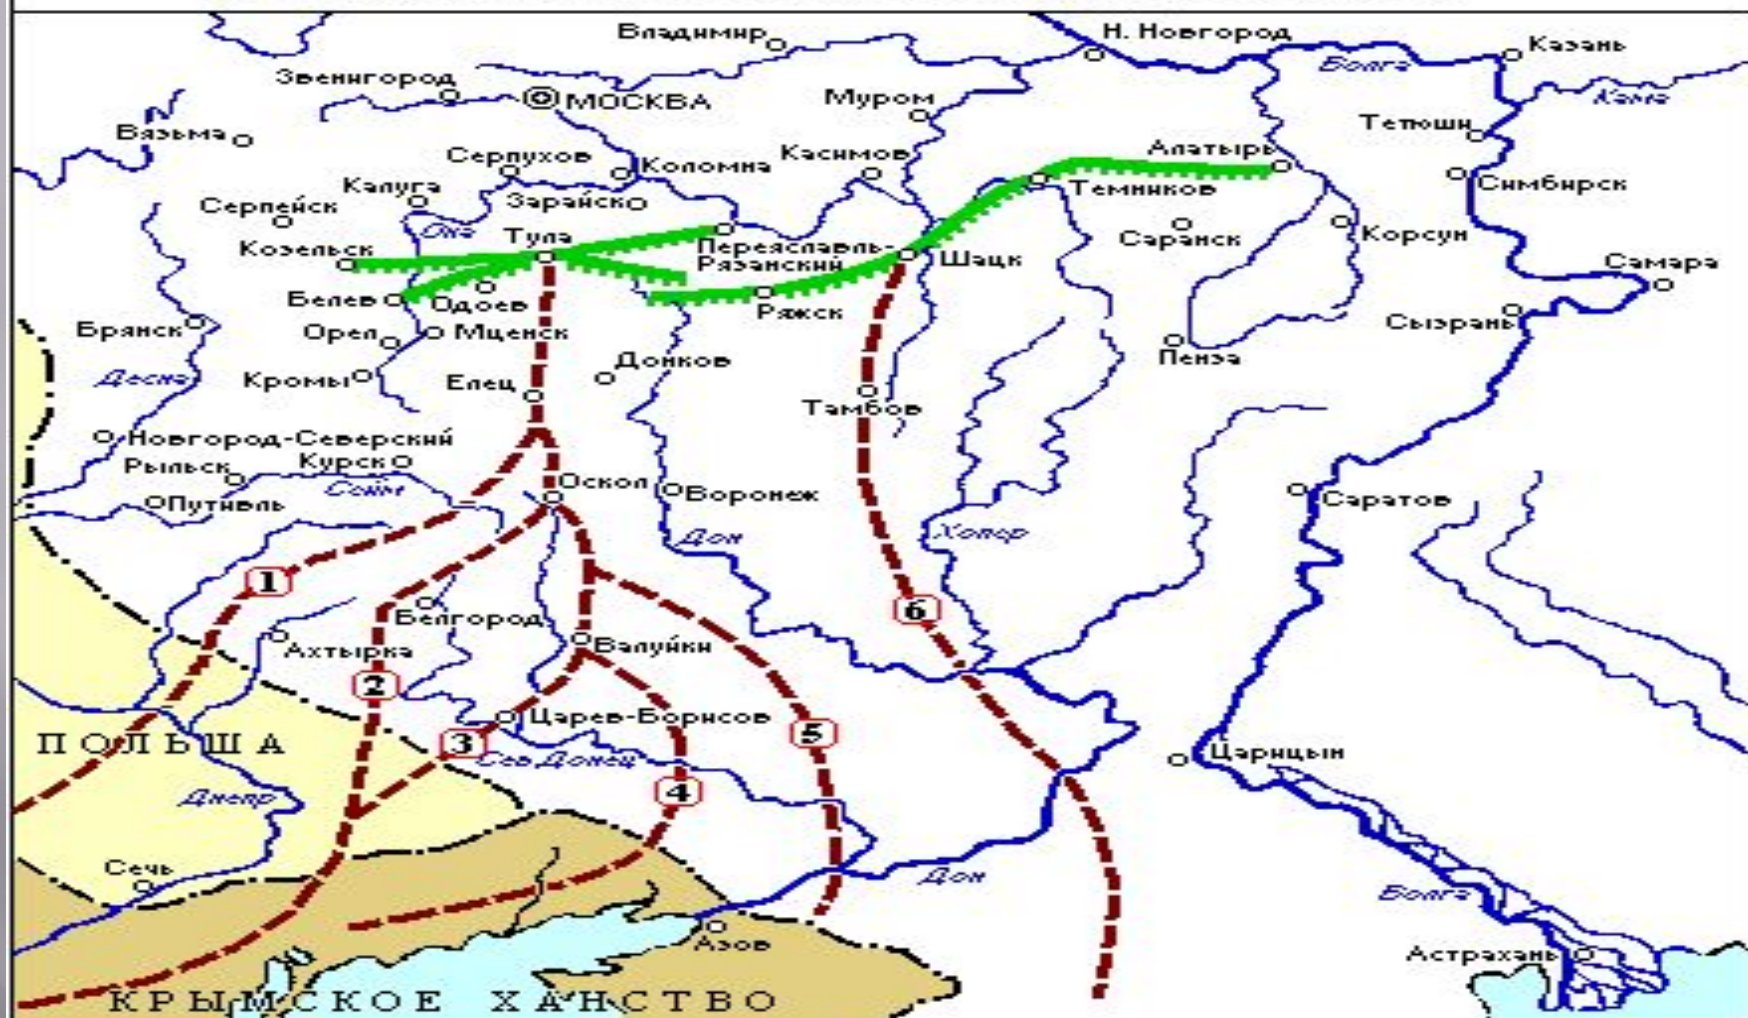 Владимир
Н. Новгород
Казань
Волга
Звенигород
МОСКВА
Муром
Кама
Вязьма
Тетюши
Серпухов
Коломна
Касимов
Алатырь
Калуга
Темников
Симбирск
Серпейск
Зарайск
Ока
Тула
Саранск
Корсун
Козельск
Переяславль-
Рязанский
Шацк
Самара
Белев
Одоев
Ряжск
Сызрань
Брянск
Орел
Мценск
Пенза
Десна
Кромы
Елец
Донков
Тамбов
Новгород-Северский
Рыльск
Курск
Сейм
Оскол
Воронеж
Саратов
Путивль
Дон
Хопер
1
6
Белгород
Ахтырка
Валуйки
2
Царев-Борисов
3
5
ПОЛЬША
Сев Донец
Царицын
4
Днепр
Сечь
Дон
Волга
Азов
Астрахань
КРЫМСКОЕ ХАНСТВО